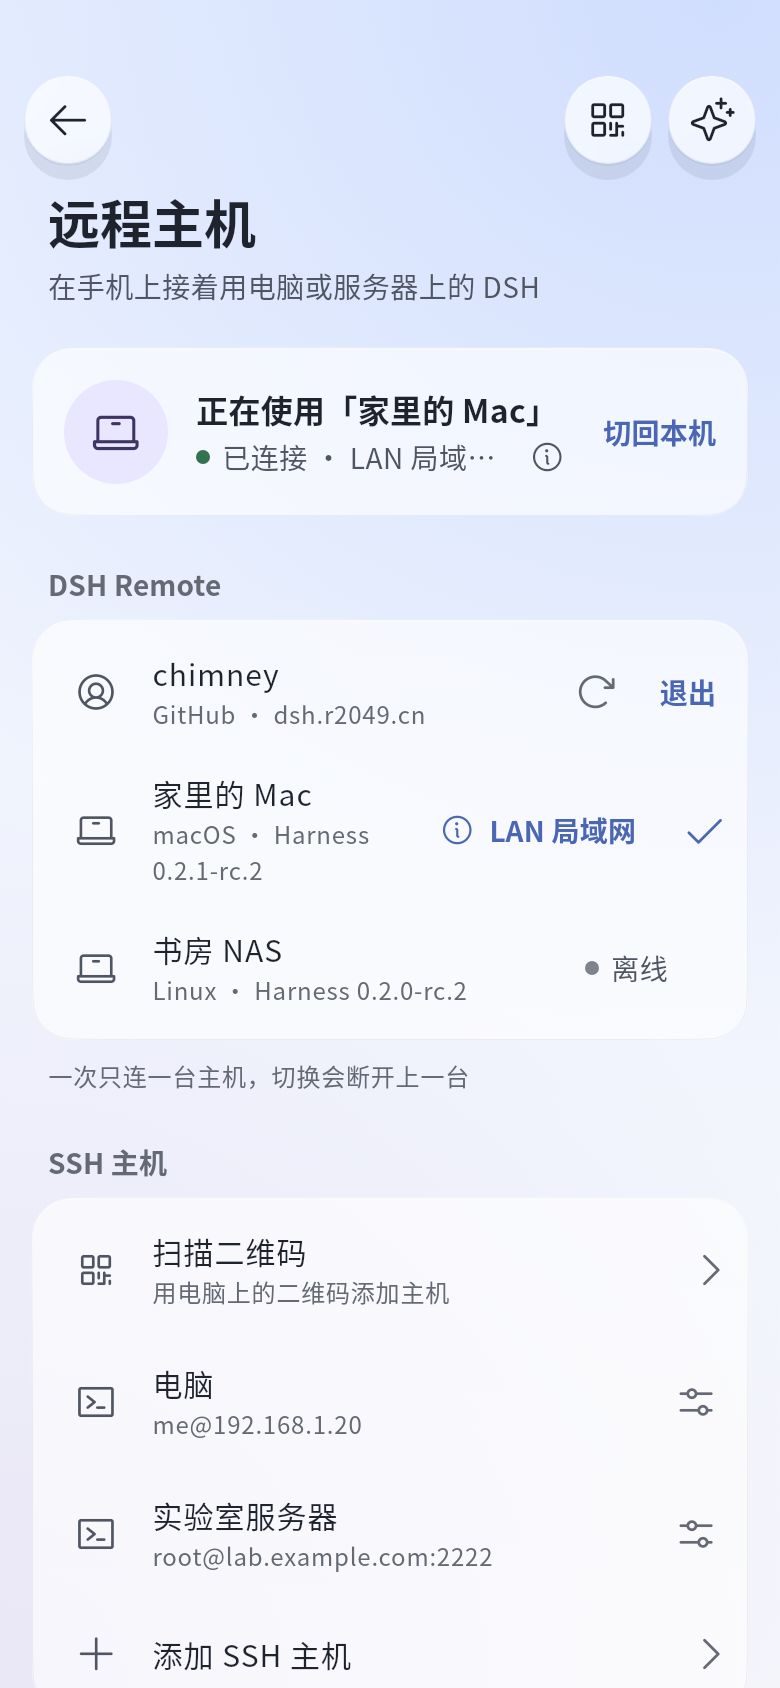 远程主机
在手机上接着用电脑或服务器上的 DSH
正在使用「家里的 Mac」
已连接 · LAN 局域…
切回本机
DSH Remote
chimney
GitHub · dsh.r2049.cn
退出
家里的 Mac
macOS · Harness
0.2.1-rc.2
LAN 局域网
书房 NAS
Linux · Harness 0.2.0-rc.2
离线
一次只连一台主机，切换会断开上一台
SSH 主机
扫描二维码
用电脑上的二维码添加主机
电脑
me@192.168.1.20
实验室服务器
root@lab.example.com:2222
添加 SSH 主机